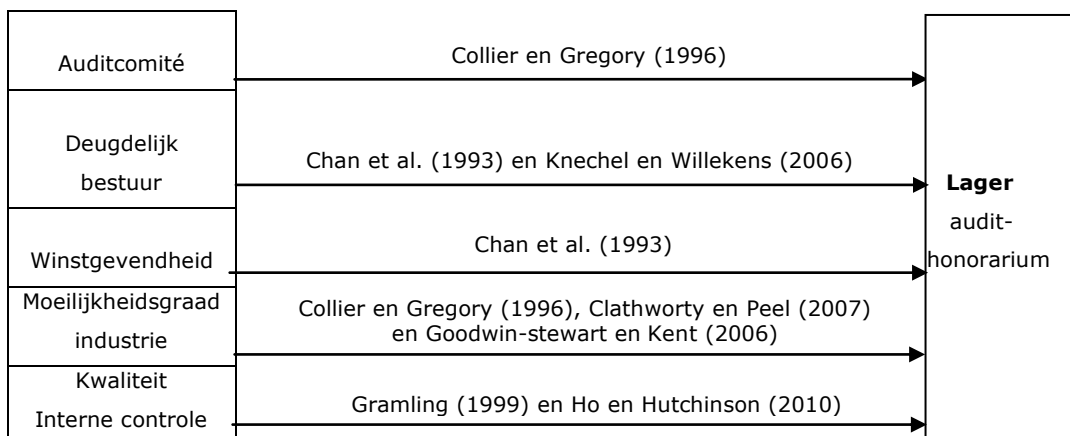 Auditcomité
Collier en Gregory (1996)
Deugdelijk
bestuur
Chan et al. (1993) en Knechel en Willekens (2006)
Winstgevendheid
Chan et al. (1993)
Moeilijkheidsgraad
industrie
Collier en Gregory (1996), Clathworty en Peel (2007)
en Goodwin-stewart en Kent (2006)
Kwaliteit
Interne controle
Gramling (1999) en Ho en Hutchinson (2010)
Lager
audit-
honorarium